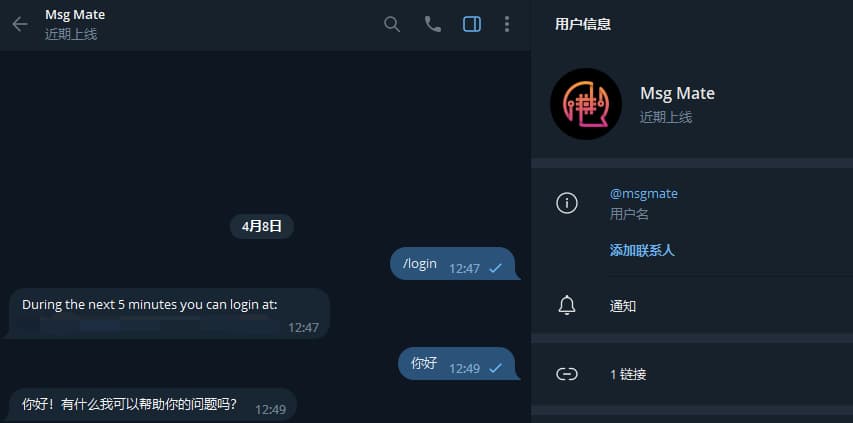 Msg Mate
近期上线
4月8日
/login 12:47
During the next 5 minutes you can login at:
12:47
你好 12:49
你好！有什么我可以帮助你的问题吗？ 12:49
用户信息
Msg Mate
近期上线
@msgmate
用户名
添加联系人
通知
1 链接